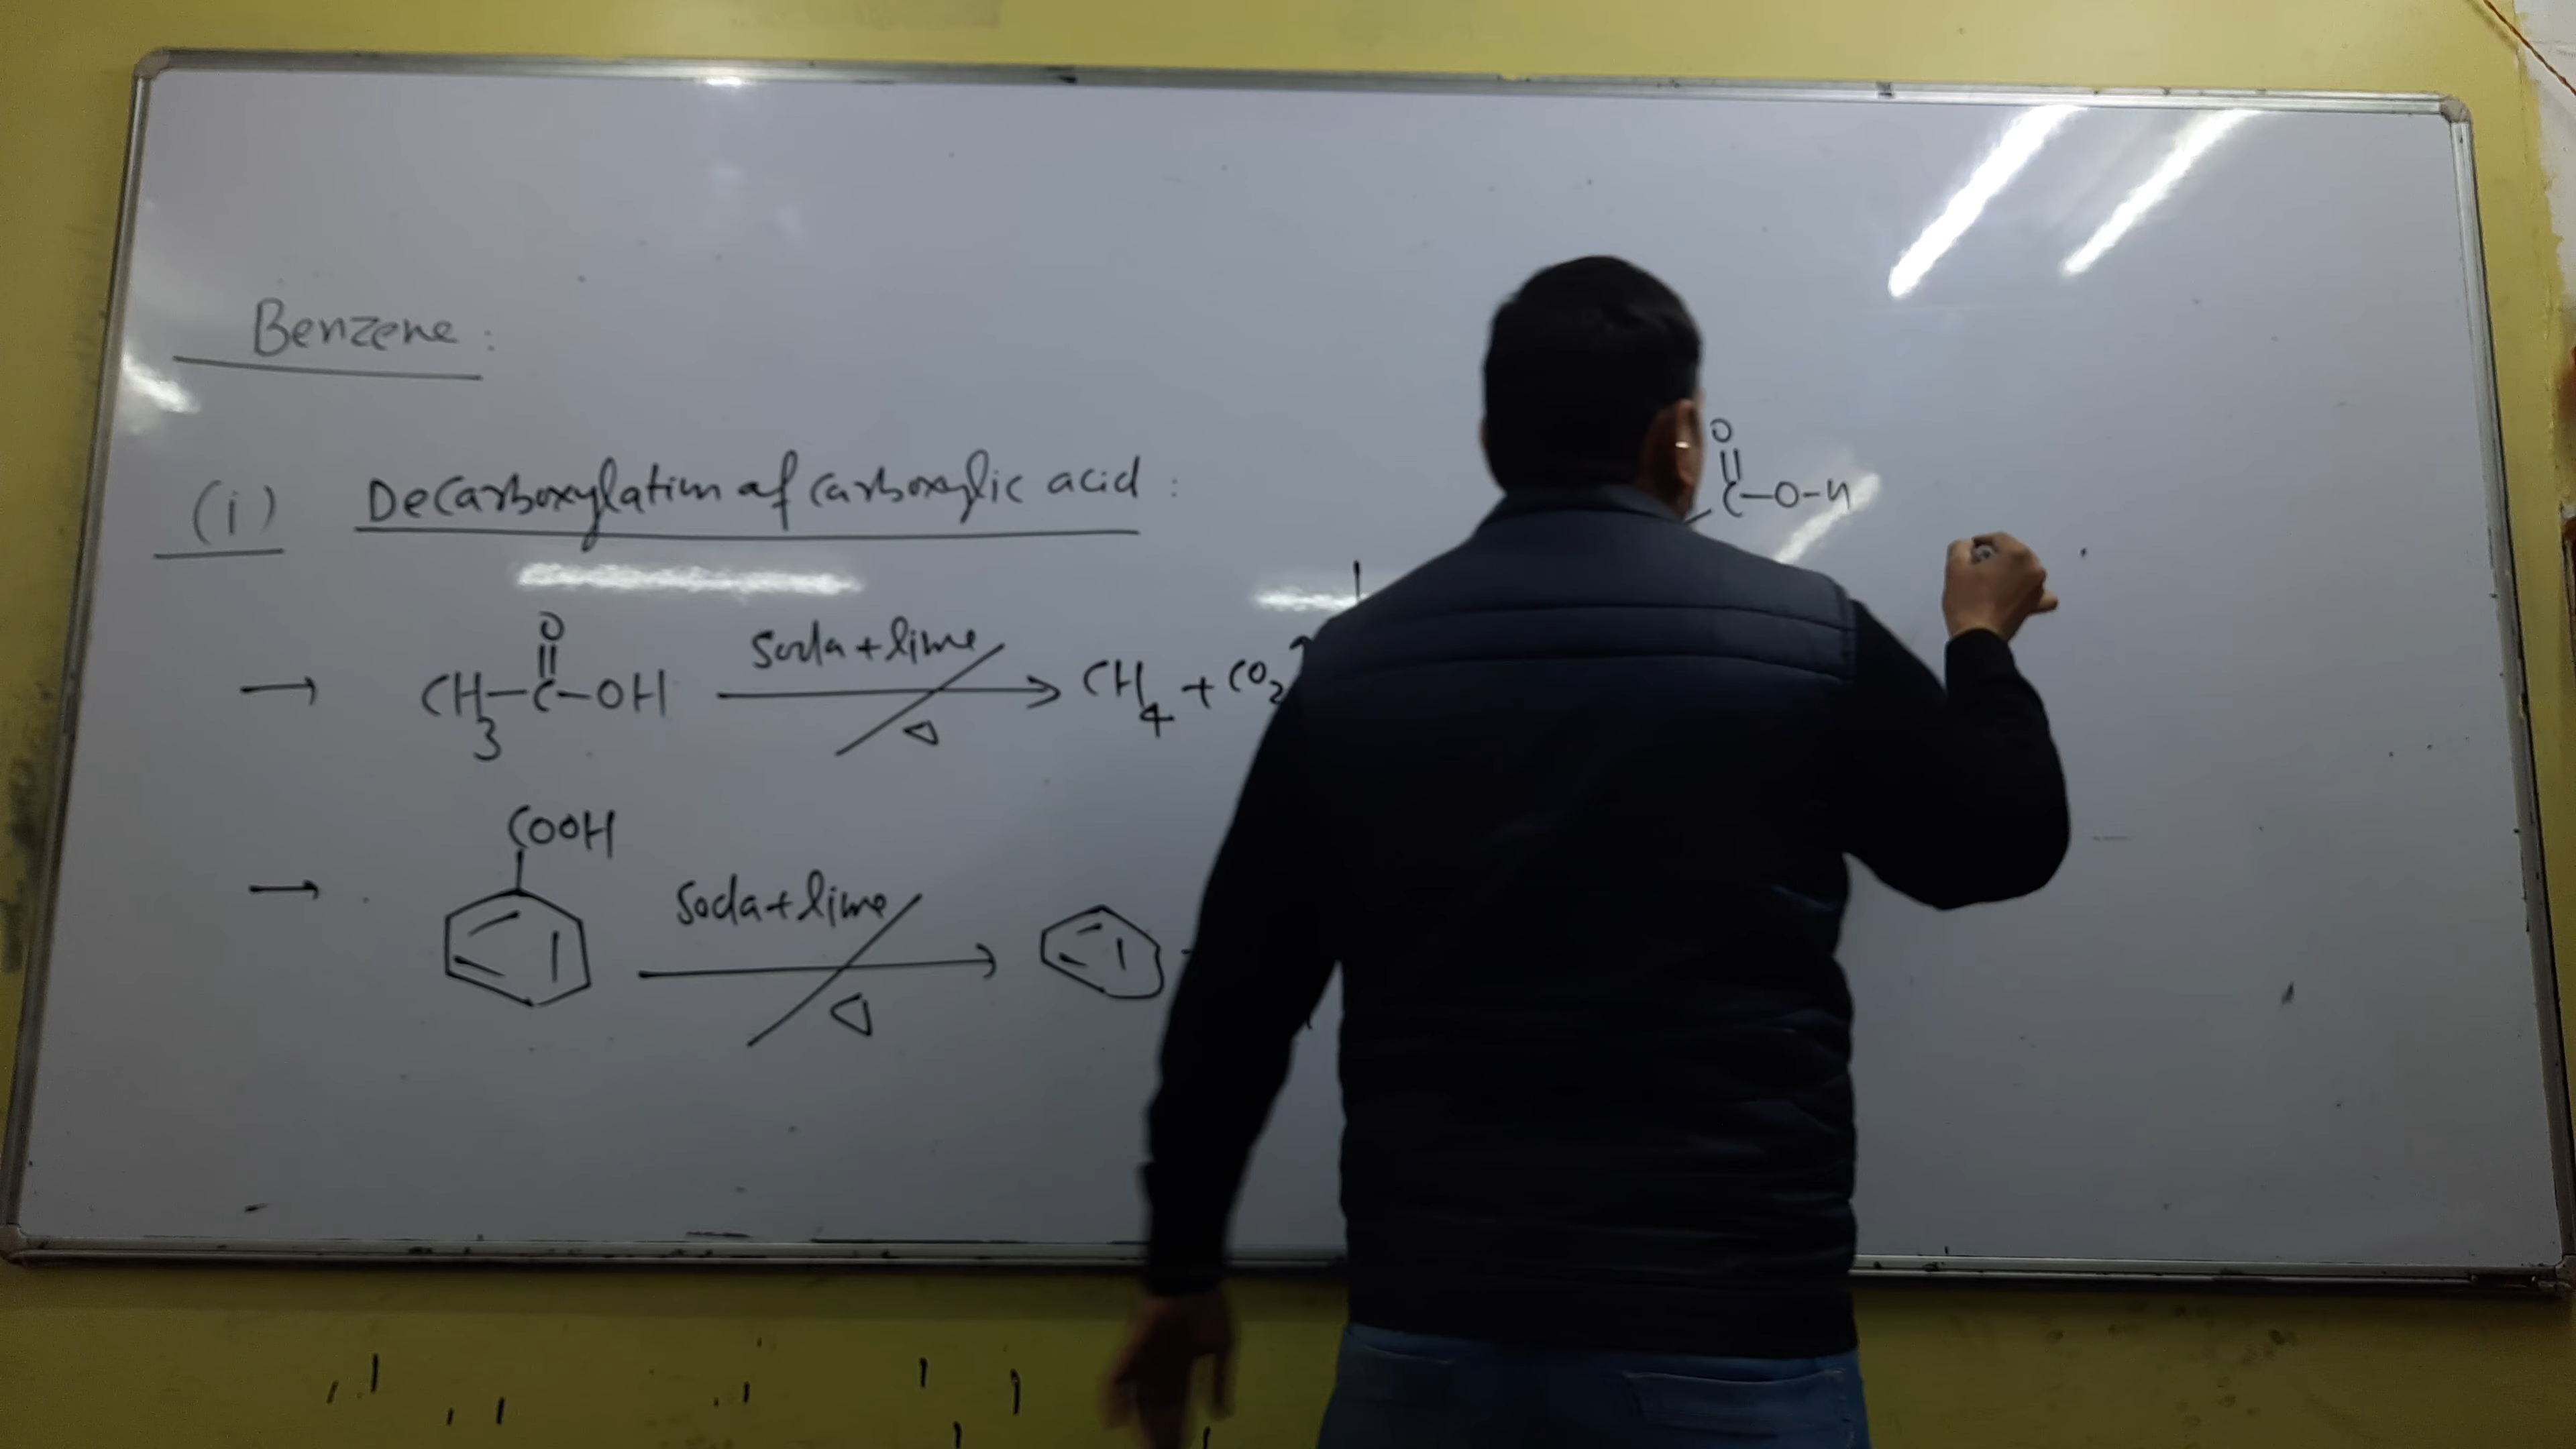 Benzene:
(i) Decarboxylation of carboxylic acid:
→ CH3-C-OH soda+lime Δ → CH4 + CO2↑
O
COOH
→ soda+lime Δ →
O
C-O-H